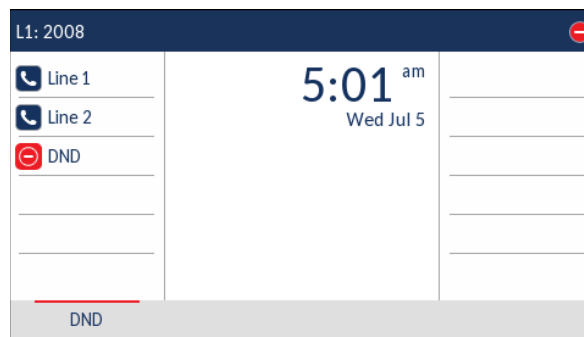 L1: 2008
Line 1
Line 2
DND
5:01 am
Wed Jul 5
DND